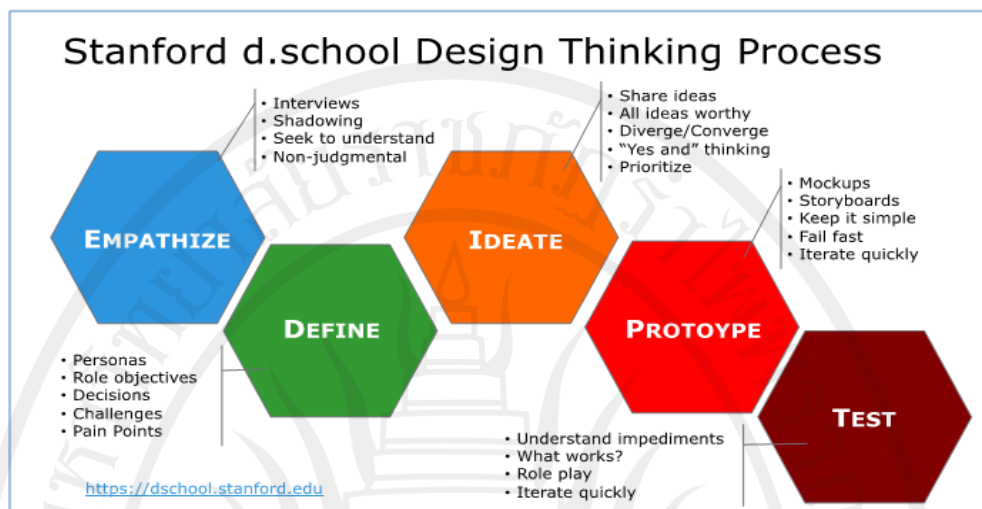 Stanford d.school Design Thinking Process
• Interviews
• Shadowing
• Seek to understand
• Non-judgmental
• Share ideas
• All ideas worthy
• Diverge/Converge
• “Yes and” thinking
• Prioritize
• Mockups
• Storyboards
• Keep it simple
• Fail fast
• Iterate quickly
EMPATHIZE
IDEATE
DEFINE
PROTOYPE
TEST
• Personas
• Role objectives
• Decisions
• Challenges
• Pain Points
• Understand impediments
• What works?
• Role play
• Iterate quickly
https://dschool.stanford.edu